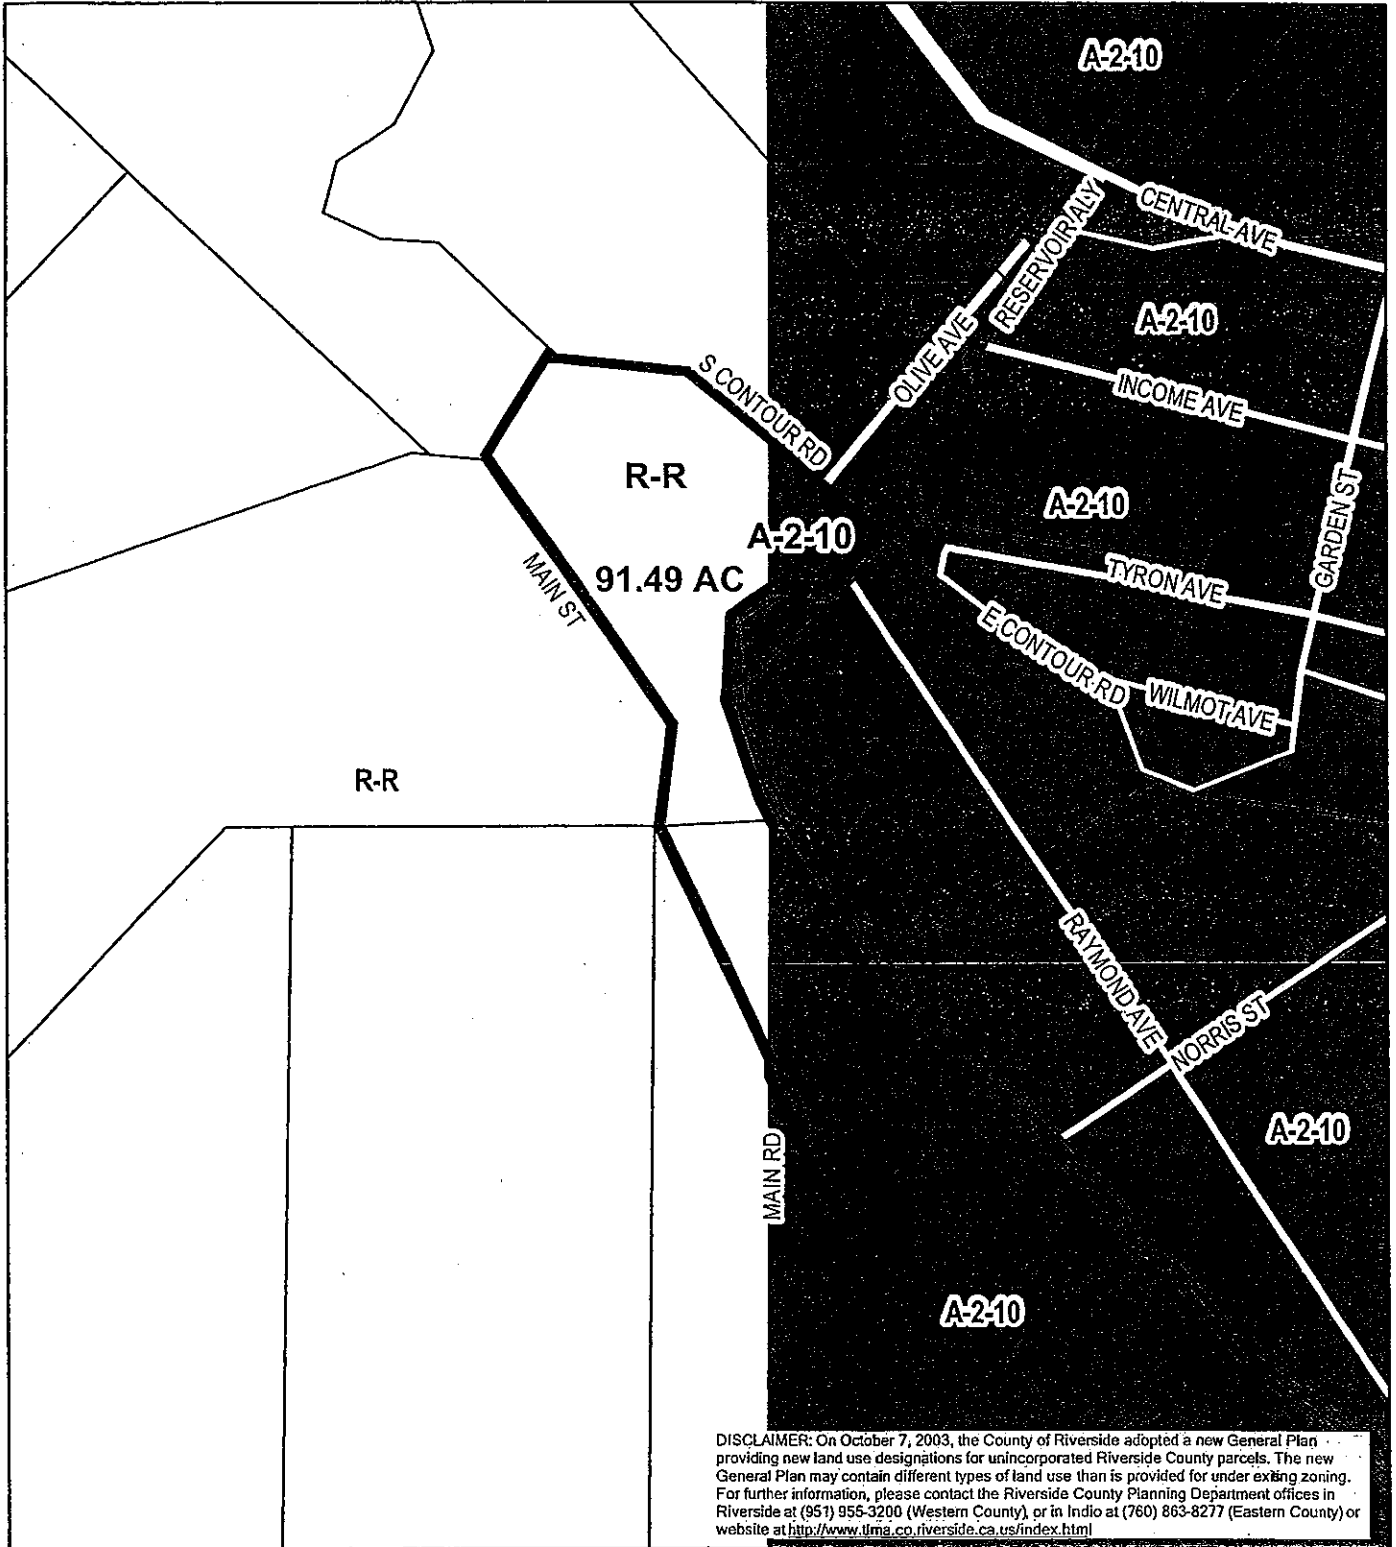 A-2-10
CENTRAL AVE
RESERVOIR ALY
A-2-10
OLIVE AVE
S CONTOUR RD
INCOME AVE
R-R
A-2-10
GARDEN ST
A-2-10
91.49 AC
MAIN ST
TYRON AVE
E CONTOUR RD
WILMOT AVE
R-R
RAYMOND AVE
NORRIS ST
A-2-10
MAIN RD
A-2-10
DISCLAIMER: On October 7, 2003, the County of Riverside adopted a new General Plan
providing new land use designations for unincorporated Riverside County parcels. The new
General Plan may contain different types of land use than is provided for under existing zoning.
For further information, please contact the Riverside County Planning Department offices in
Riverside at (951) 955-3200 (Western County), or in Indio at (760) 863-8277 (Eastern County) or
website at http://www.tlma.co.riverside.ca.us/index.html